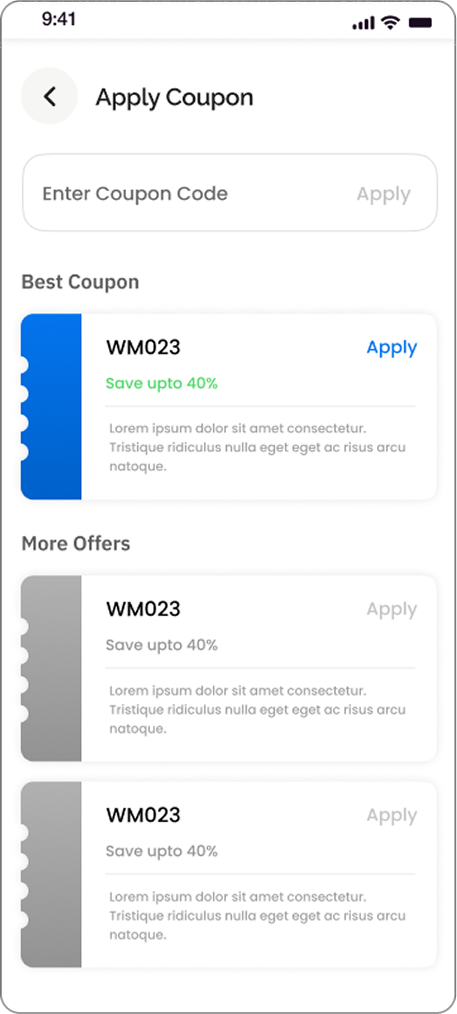 9:41
Apply Coupon
Enter Coupon Code Apply
Best Coupon
WM023 Apply
Save upto 40%
Lorem ipsum dolor sit amet consectetur.
Tristique ridiculus nulla eget eget ac risus arcu
natoque.
More Offers
WM023 Apply
Save upto 40%
Lorem ipsum dolor sit amet consectetur.
Tristique ridiculus nulla eget eget ac risus arcu
natoque.
WM023 Apply
Save upto 40%
Lorem ipsum dolor sit amet consectetur.
Tristique ridiculus nulla eget eget ac risus arcu
natoque.